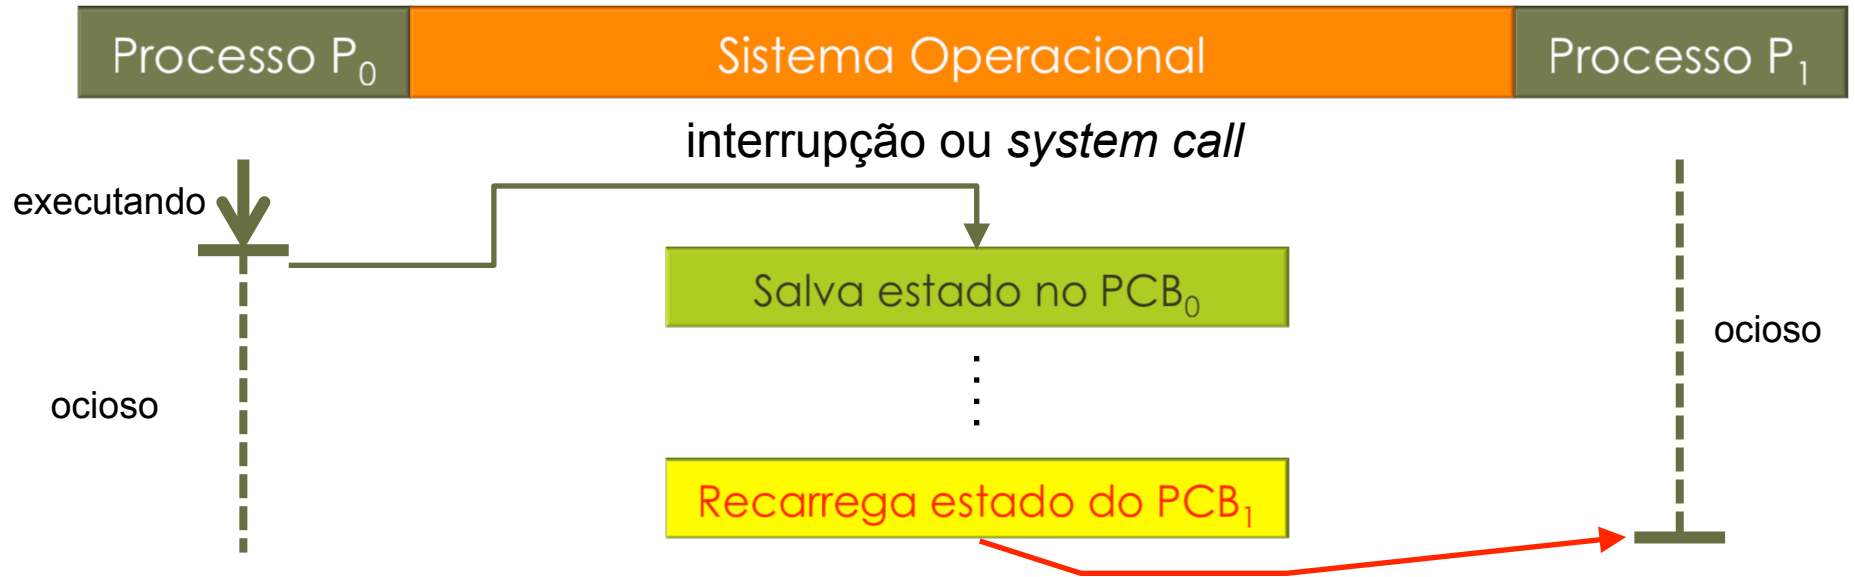 Processo P0 Sistema Operacional Processo P1
interrupção ou system call
executando
Salva estado no PCB0
ocioso
ocioso
Recarrega estado do PCB1